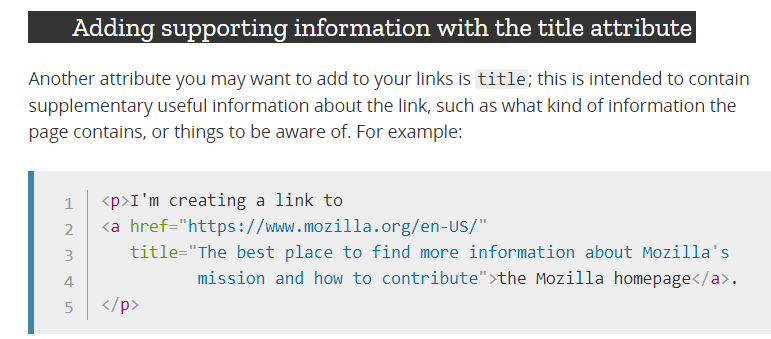 Adding supporting information with the title attribute
Another attribute you may want to add to your links is title; this is intended to contain
supplementary useful information about the link, such as what kind of information the
page contains, or things to be aware of. For example:
1 <p>I'm creating a link to
2 <a href="https://www.mozilla.org/en-US/"
3 title="The best place to find more information about Mozilla's
4 mission and how to contribute">the Mozilla homepage</a>.
5 </p>